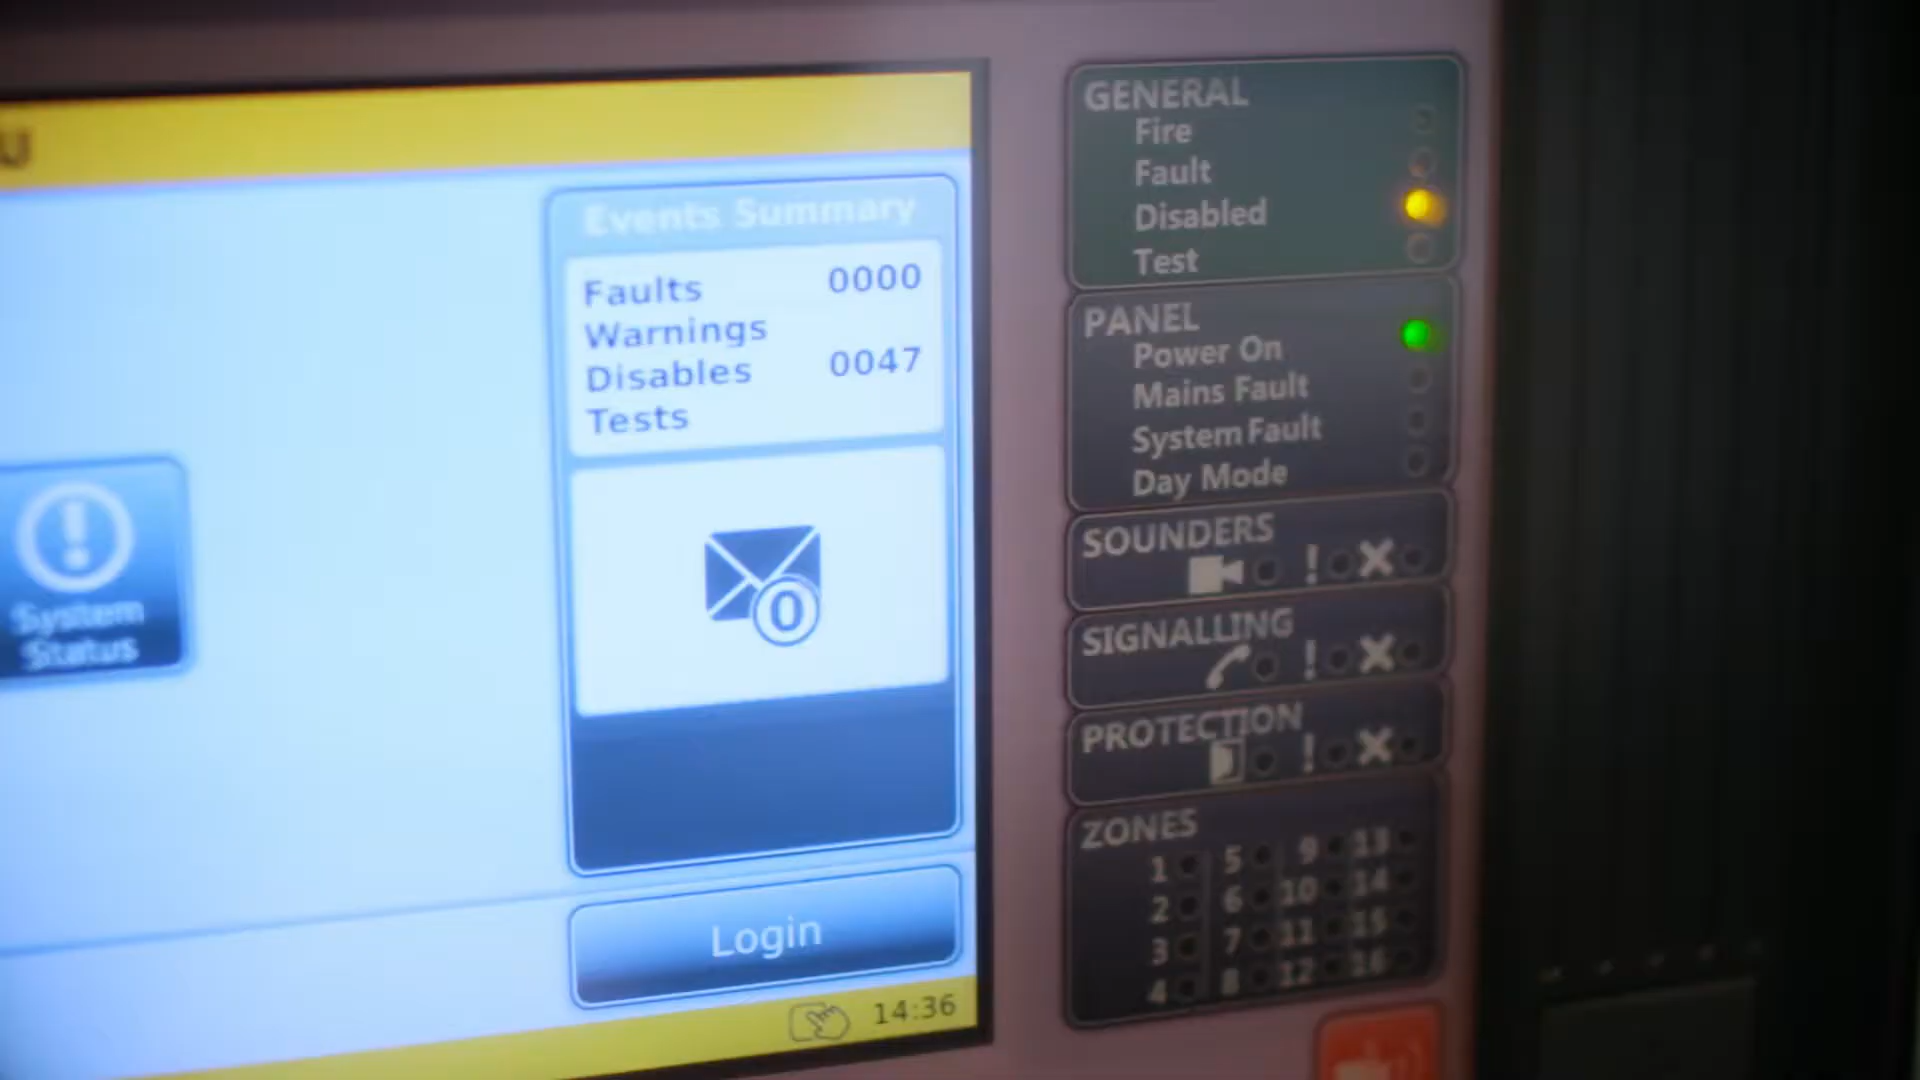 Events Summary
Faults 0000
Warnings
Disables 0047
Tests
0
System
Status
Login
14:36
GENERAL
Fire
Fault
Disabled
Test
PANEL
Power On
Mains Fault
System Fault
Day Mode
SOUNDERS
! X
SIGNALLING
! X
PROTECTION
! X
ZONES
1 5 9 13
2 6 10 14
3 7 11 15
4 8 12 16